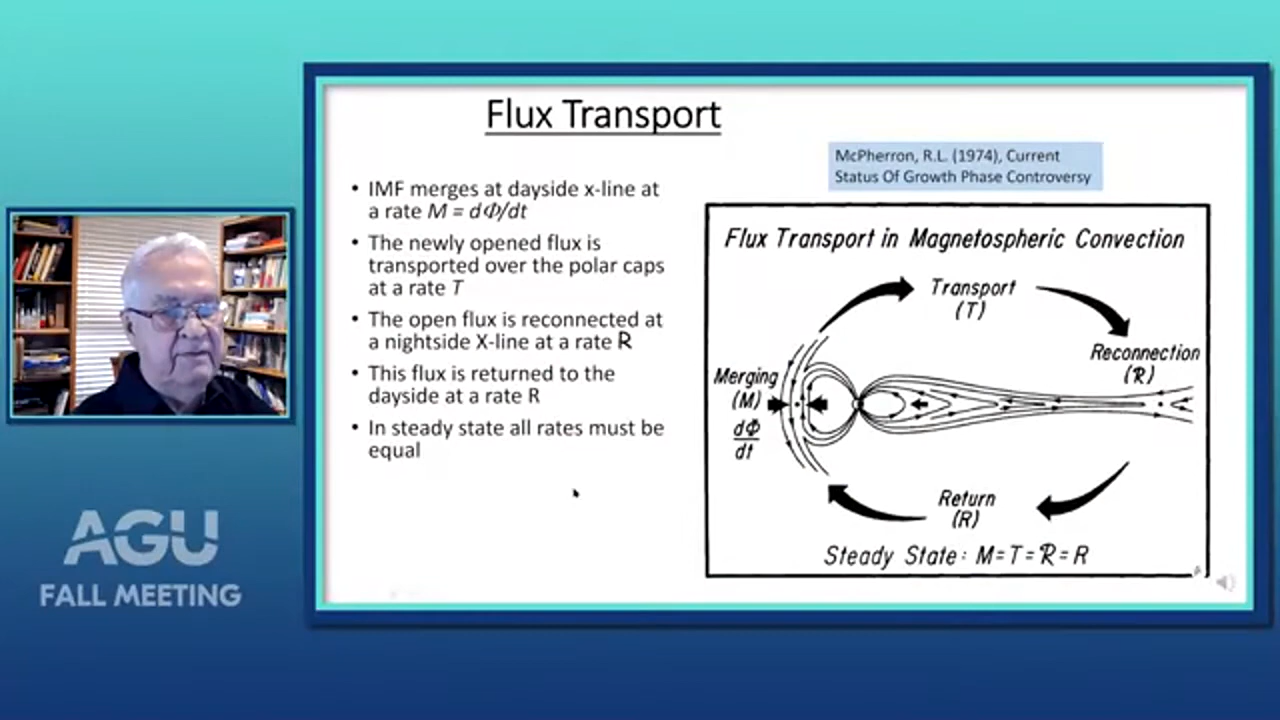 Flux Transport
McPherron, R.L. (1974), Current
Status Of Growth Phase Controversy
• IMF merges at dayside x-line at
a rate M = dΦ/dt
• The newly opened flux is
transported over the polar caps
at a rate T
• The open flux is reconnected at
a nightside X-line at a rate ℛ
• This flux is returned to the
dayside at a rate R
• In steady state all rates must be
equal
Flux Transport in Magnetospheric Convection
Transport
(T)
Reconnection
(ℛ)
Merging
(M)
dΦ
dt
Return
(R)
Steady State: M=T=ℛ=R
AGU
FALL MEETING